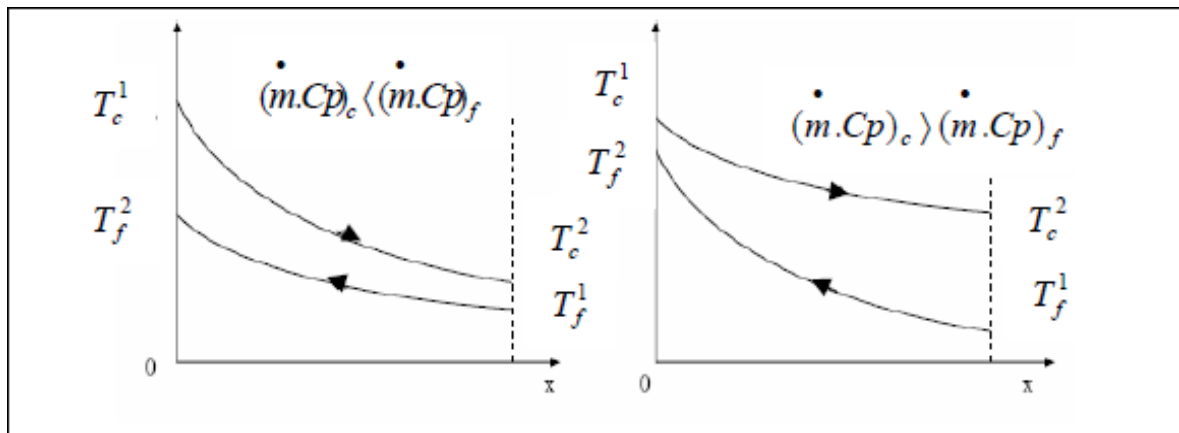 T_c^1
(ṁ.Cp)_c ⟨ (ṁ.Cp)_f
T_f^2
T_c^2
T_f^1
0
x
T_c^1
(ṁ.Cp)_c ⟩ (ṁ.Cp)_f
T_f^2
T_c^2
T_f^1
0
x